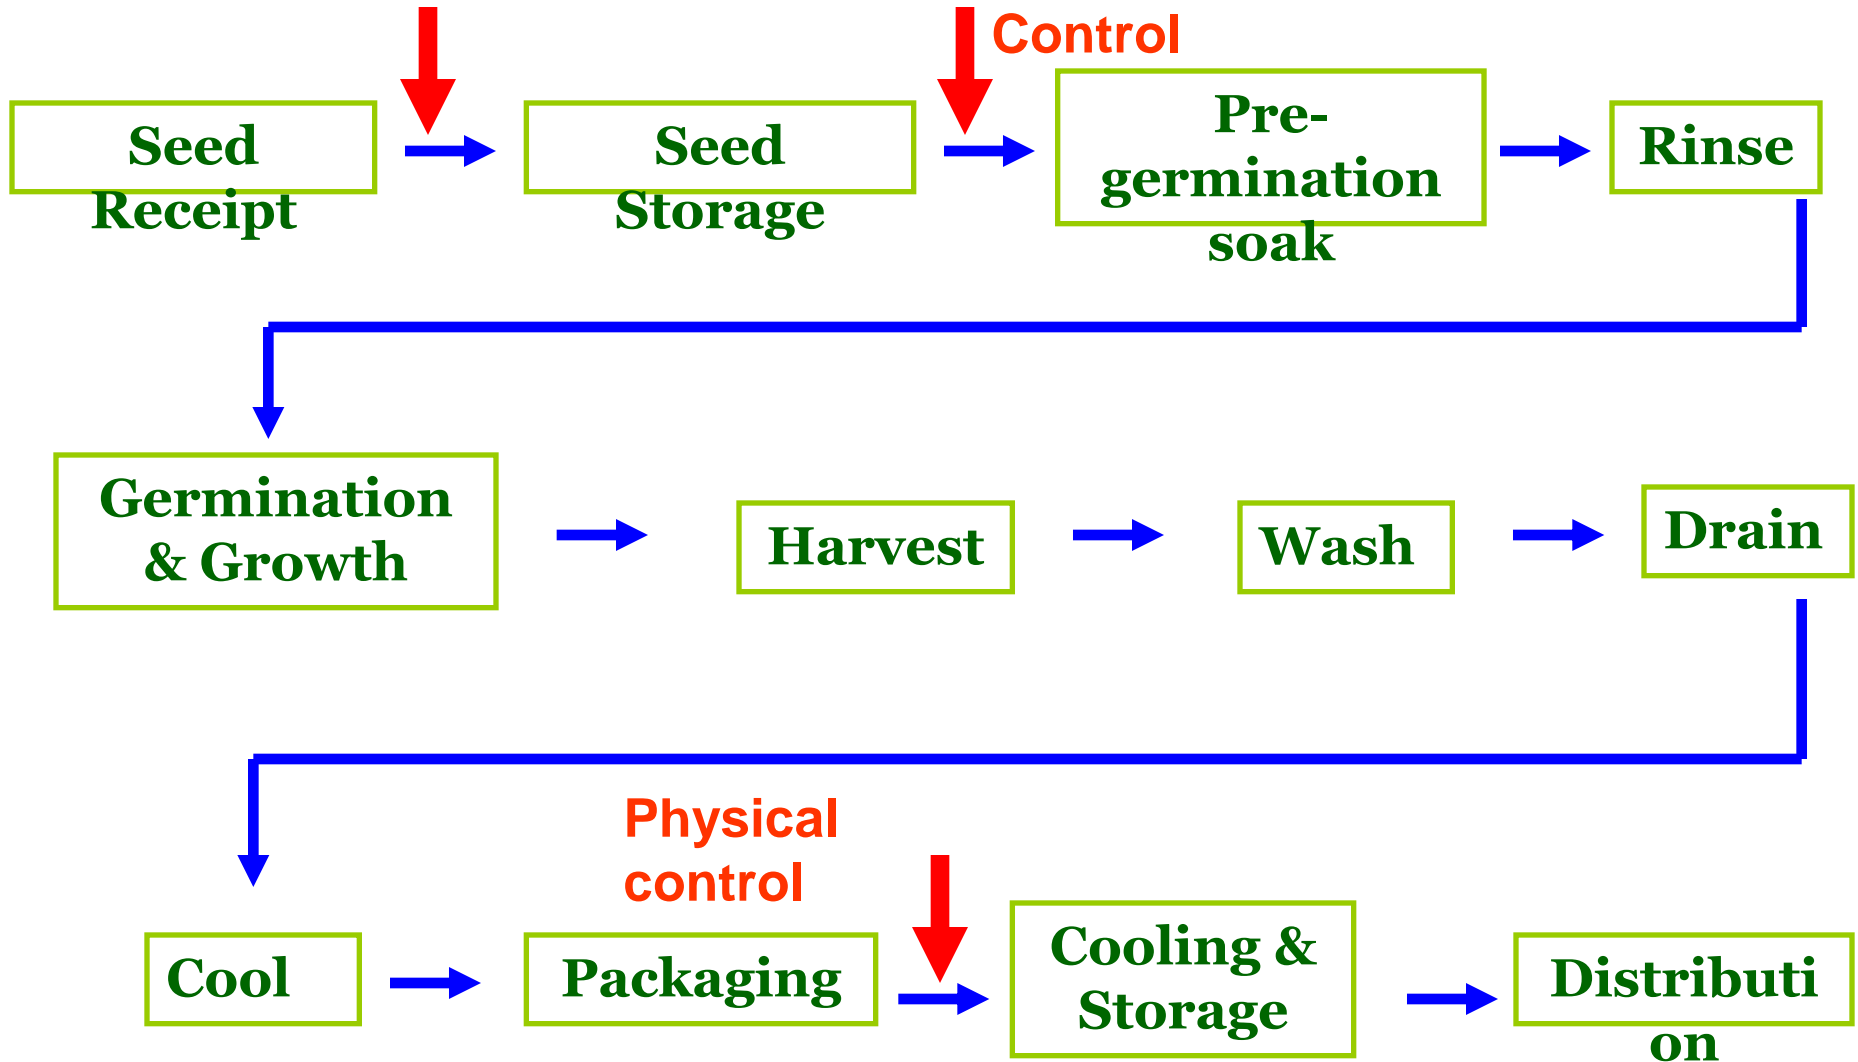 Control
Seed
Receipt
Seed
Storage
Pre-
germination
soak
Rinse
Germination
& Growth
Harvest
Wash
Drain
Physical
control
Cool
Packaging
Cooling &
Storage
Distributi
on